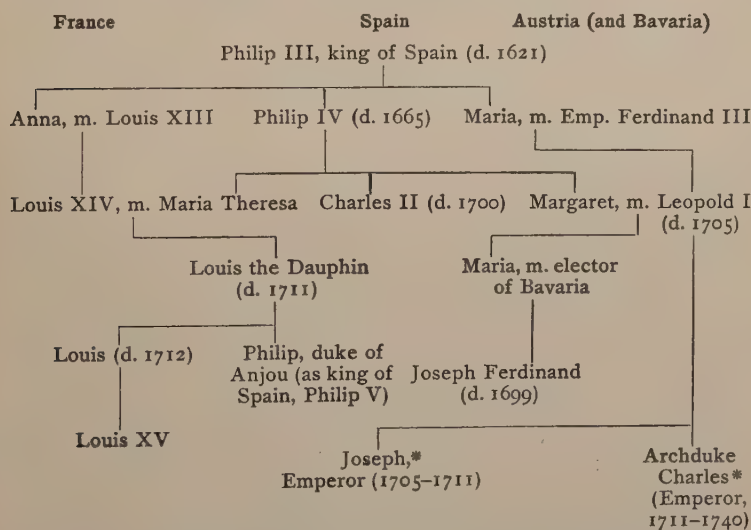 France Spain Austria (and Bavaria)
Philip III, king of Spain (d. 1621)
Anna, m. Louis XIII Philip IV (d. 1665) Maria, m. Emp. Ferdinand III
Louis XIV, m. Maria Theresa Charles II (d. 1700) Margaret, m. Leopold I
(d. 1705)
Louis the Dauphin Maria, m. elector
(d. 1711) of Bavaria
Louis (d. 1712) Philip, duke of
Anjou (as king of Joseph Ferdinand
Spain, Philip V) (d. 1699)
Louis XV
Joseph,* Archduke
Emperor (1705–1711) Charles*
(Emperor,
1711–1740)